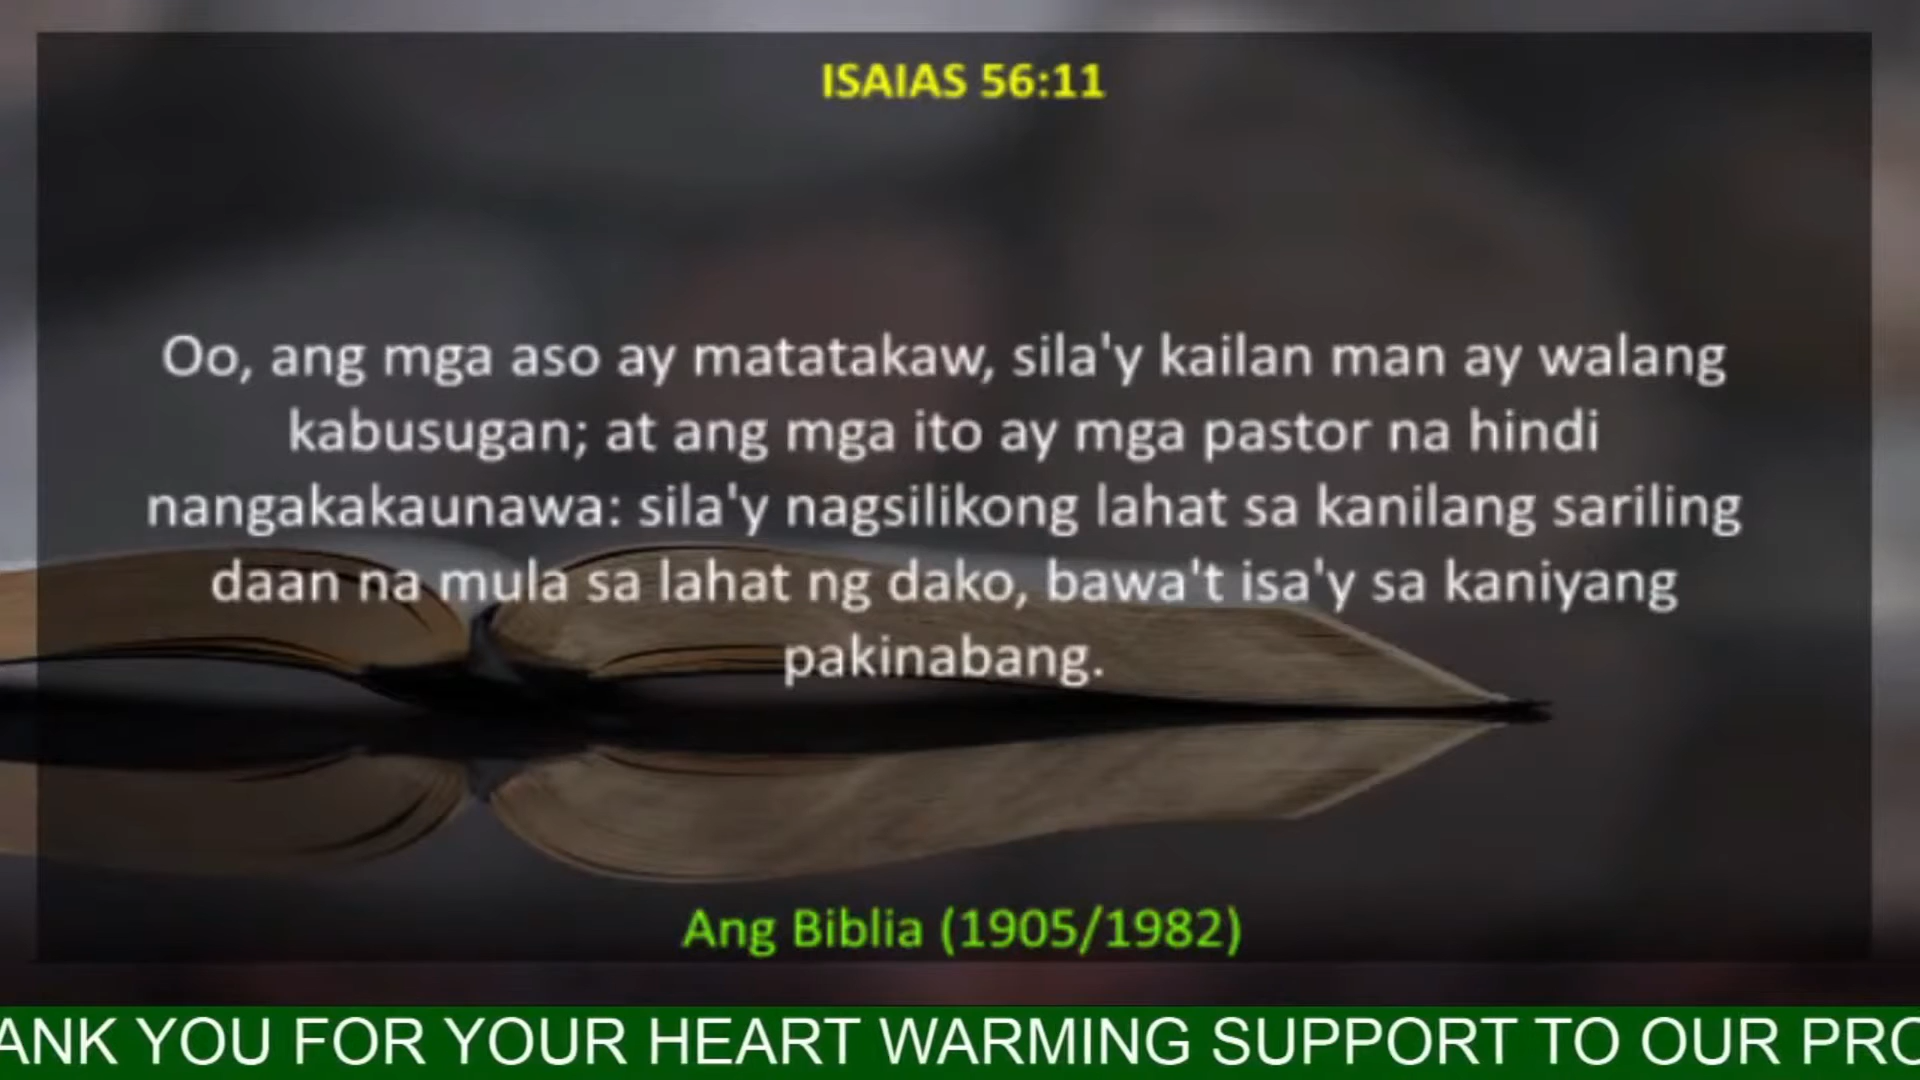 ISAIAS 56:11
Oo, ang mga aso ay matatakaw, sila'y kailan man ay walang
kabusugan; at ang mga ito ay mga pastor na hindi
nangakakaunawa: sila'y nagsilikong lahat sa kanilang sariling
daan na mula sa lahat ng dako, bawa't isa'y sa kaniyang
pakinabang.
Ang Biblia (1905/1982)
ANK YOU FOR YOUR HEART WARMING SUPPORT TO OUR PRO